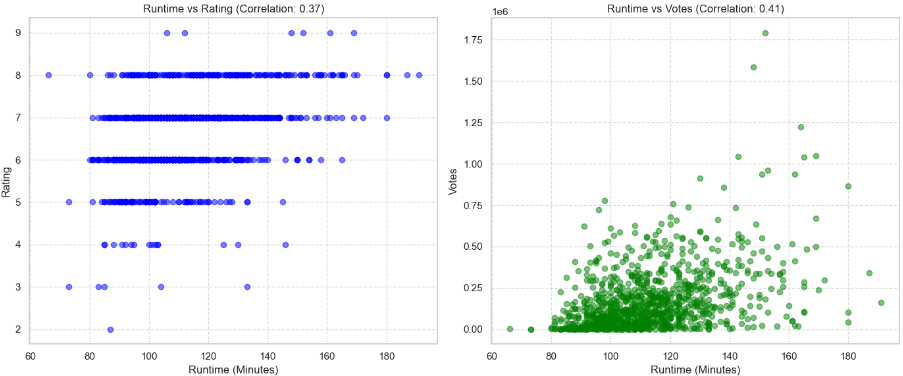 Runtime vs Rating (Correlation: 0.37)
9
8
7
6
5
4
3
2
Rating
60 80 100 120 140 160 180
Runtime (Minutes)
Runtime vs Votes (Correlation: 0.41)
1e6
1.75
1.50
1.25
1.00
0.75
0.50
0.25
0.00
Votes
60 80 100 120 140 160 180
Runtime (Minutes)